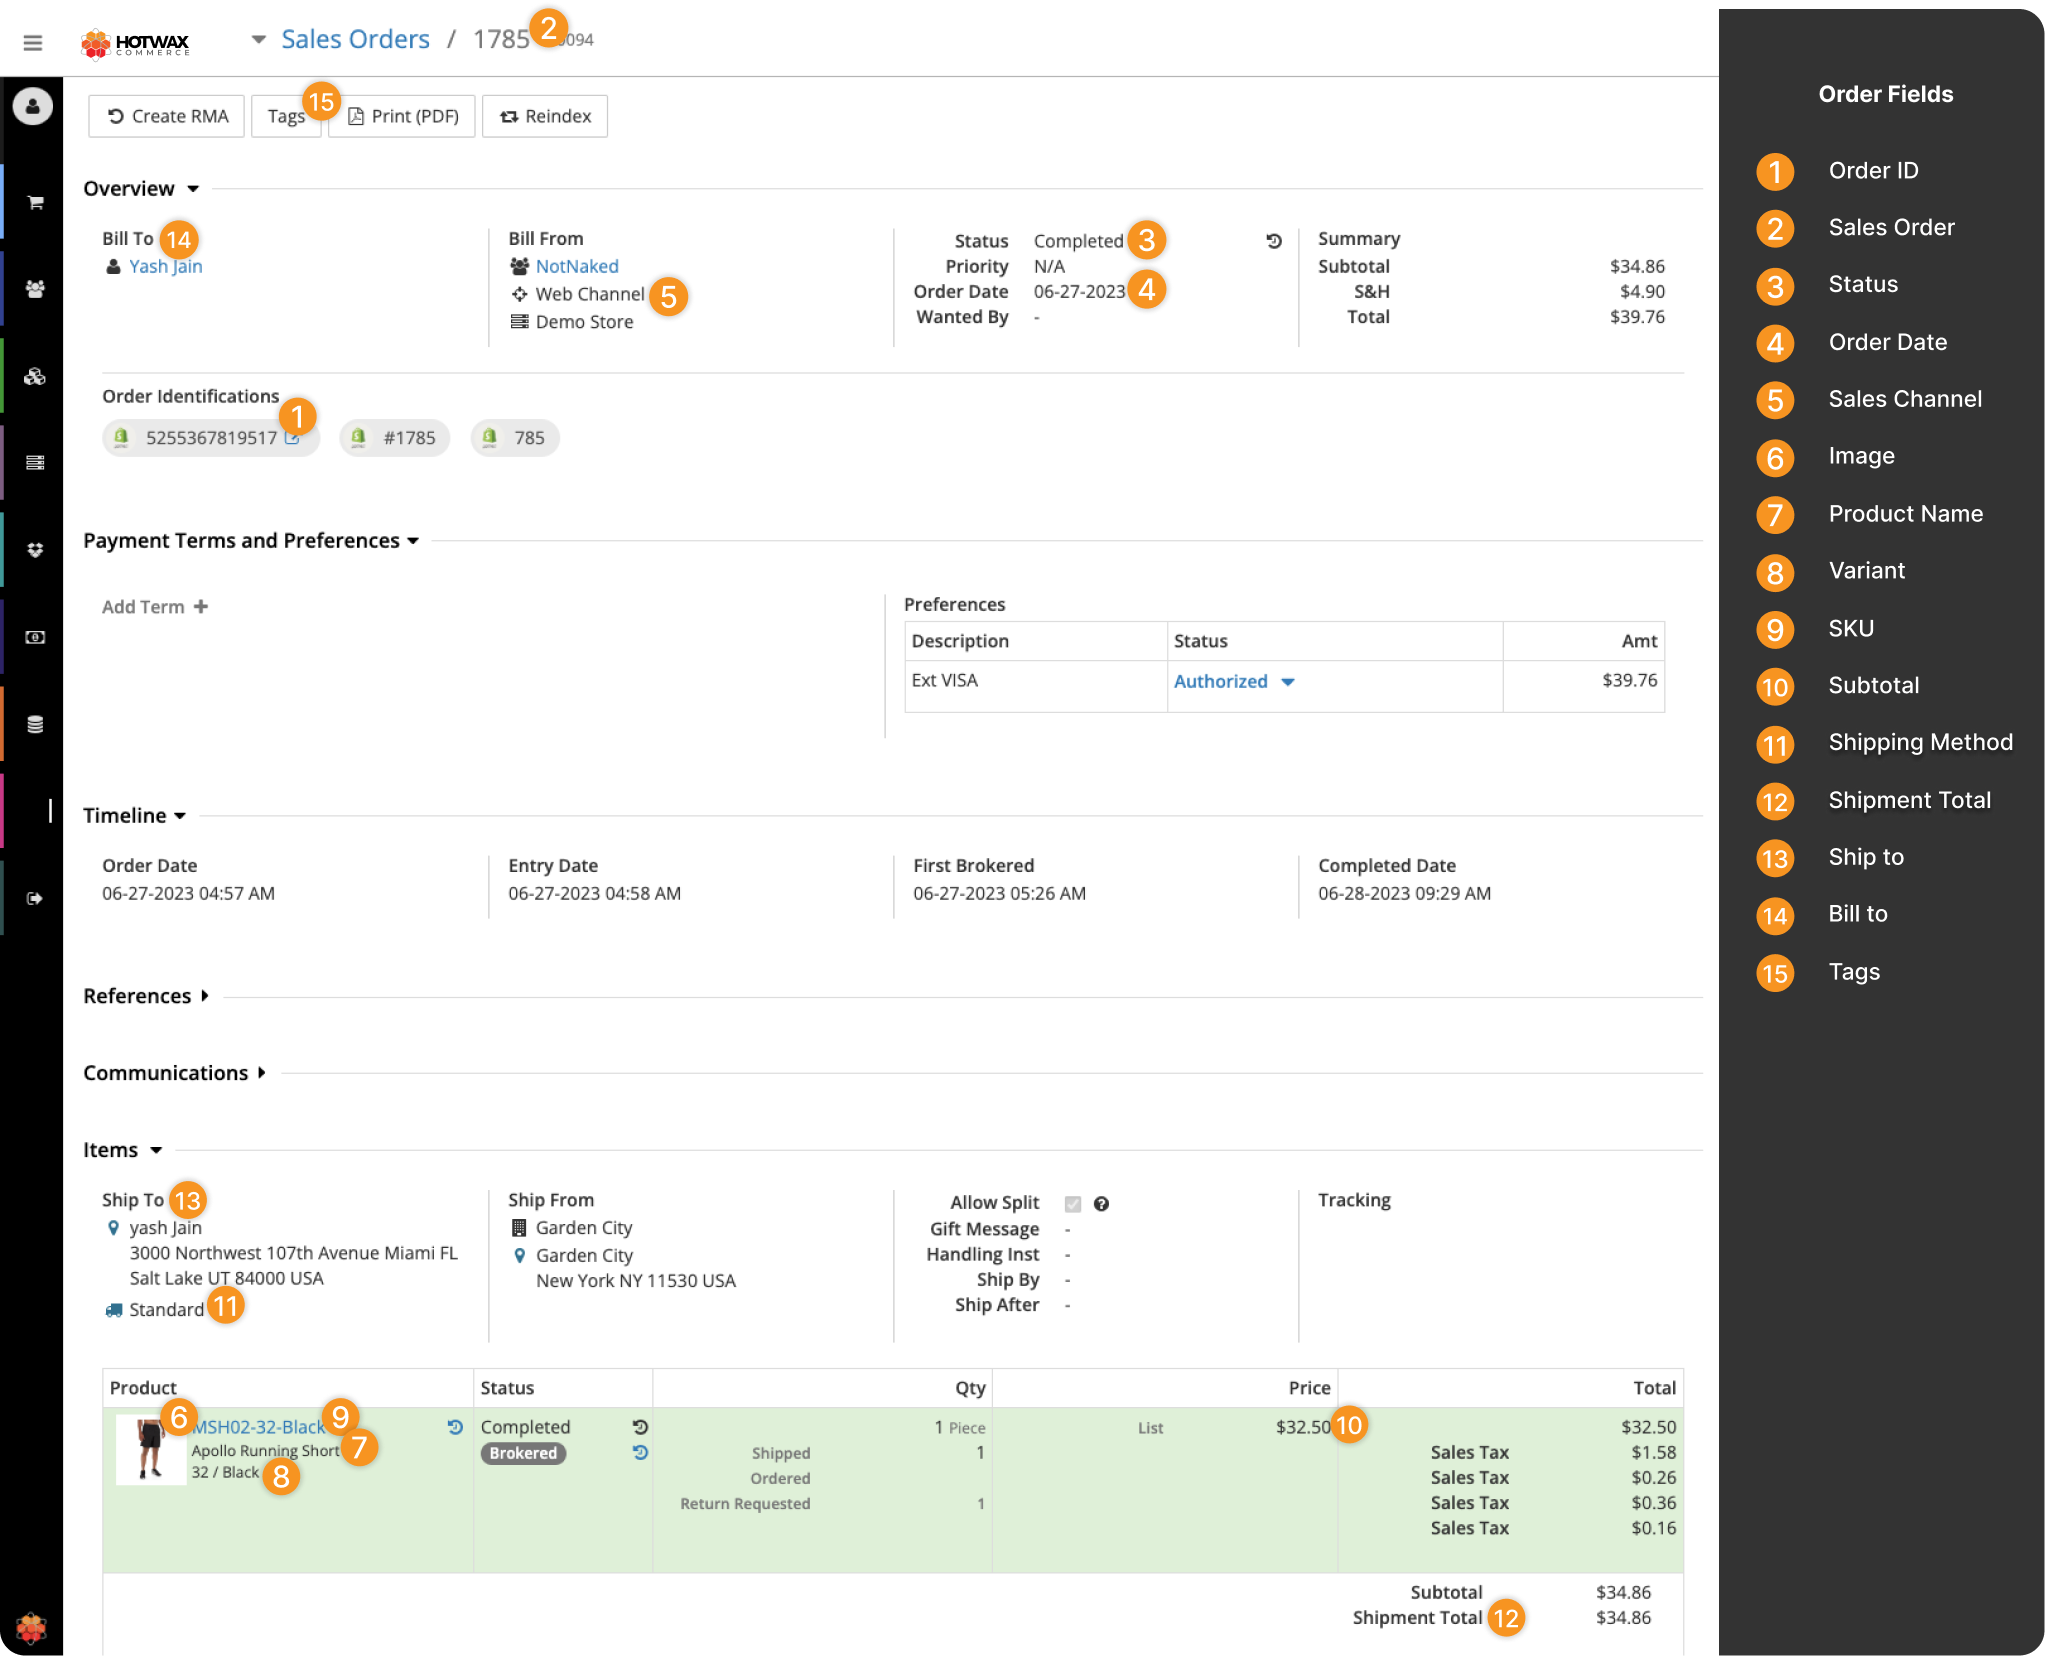 HOTWAX
COMMERCE
Sales Orders / 1785 2 094
Create RMA
Tags 15
Print (PDF)
Reindex
Overview
Bill To 14
Yash Jain
Bill From
NotNaked
Web Channel 5
Demo Store
Status Completed 3
Priority N/A
Order Date 06-27-2023 4
Wanted By -
Summary
Subtotal $34.86
S&H $4.90
Total $39.76
Order Identifications
1
5255367819517 #1785 785
Payment Terms and Preferences
Add Term +
Preferences
Description Status Amt
Ext VISA Authorized $39.76
Timeline
Order Date
06-27-2023 04:57 AM
Entry Date
06-27-2023 04:58 AM
First Brokered
06-27-2023 05:26 AM
Completed Date
06-28-2023 09:29 AM
References
Communications
Items
Ship To 13
yash Jain
3000 Northwest 107th Avenue Miami FL
Salt Lake UT 84000 USA
Standard 11
Ship From
Garden City
Garden City
New York NY 11530 USA
Allow Split
Gift Message -
Handling Inst -
Ship By -
Ship After -
Tracking
Product Status Qty Price Total
6 MSH02-32-Black 9
Apollo Running Short 7
32 / Black 8
Completed
Brokered
1 Piece
Shipped 1
Ordered
Return Requested 1
List $32.50 10
$32.50
Sales Tax $1.58
Sales Tax $0.26
Sales Tax $0.36
Sales Tax $0.16
Subtotal $34.86
Shipment Total 12 $34.86
Order Fields
1 Order ID
2 Sales Order
3 Status
4 Order Date
5 Sales Channel
6 Image
7 Product Name
8 Variant
9 SKU
10 Subtotal
11 Shipping Method
12 Shipment Total
13 Ship to
14 Bill to
15 Tags